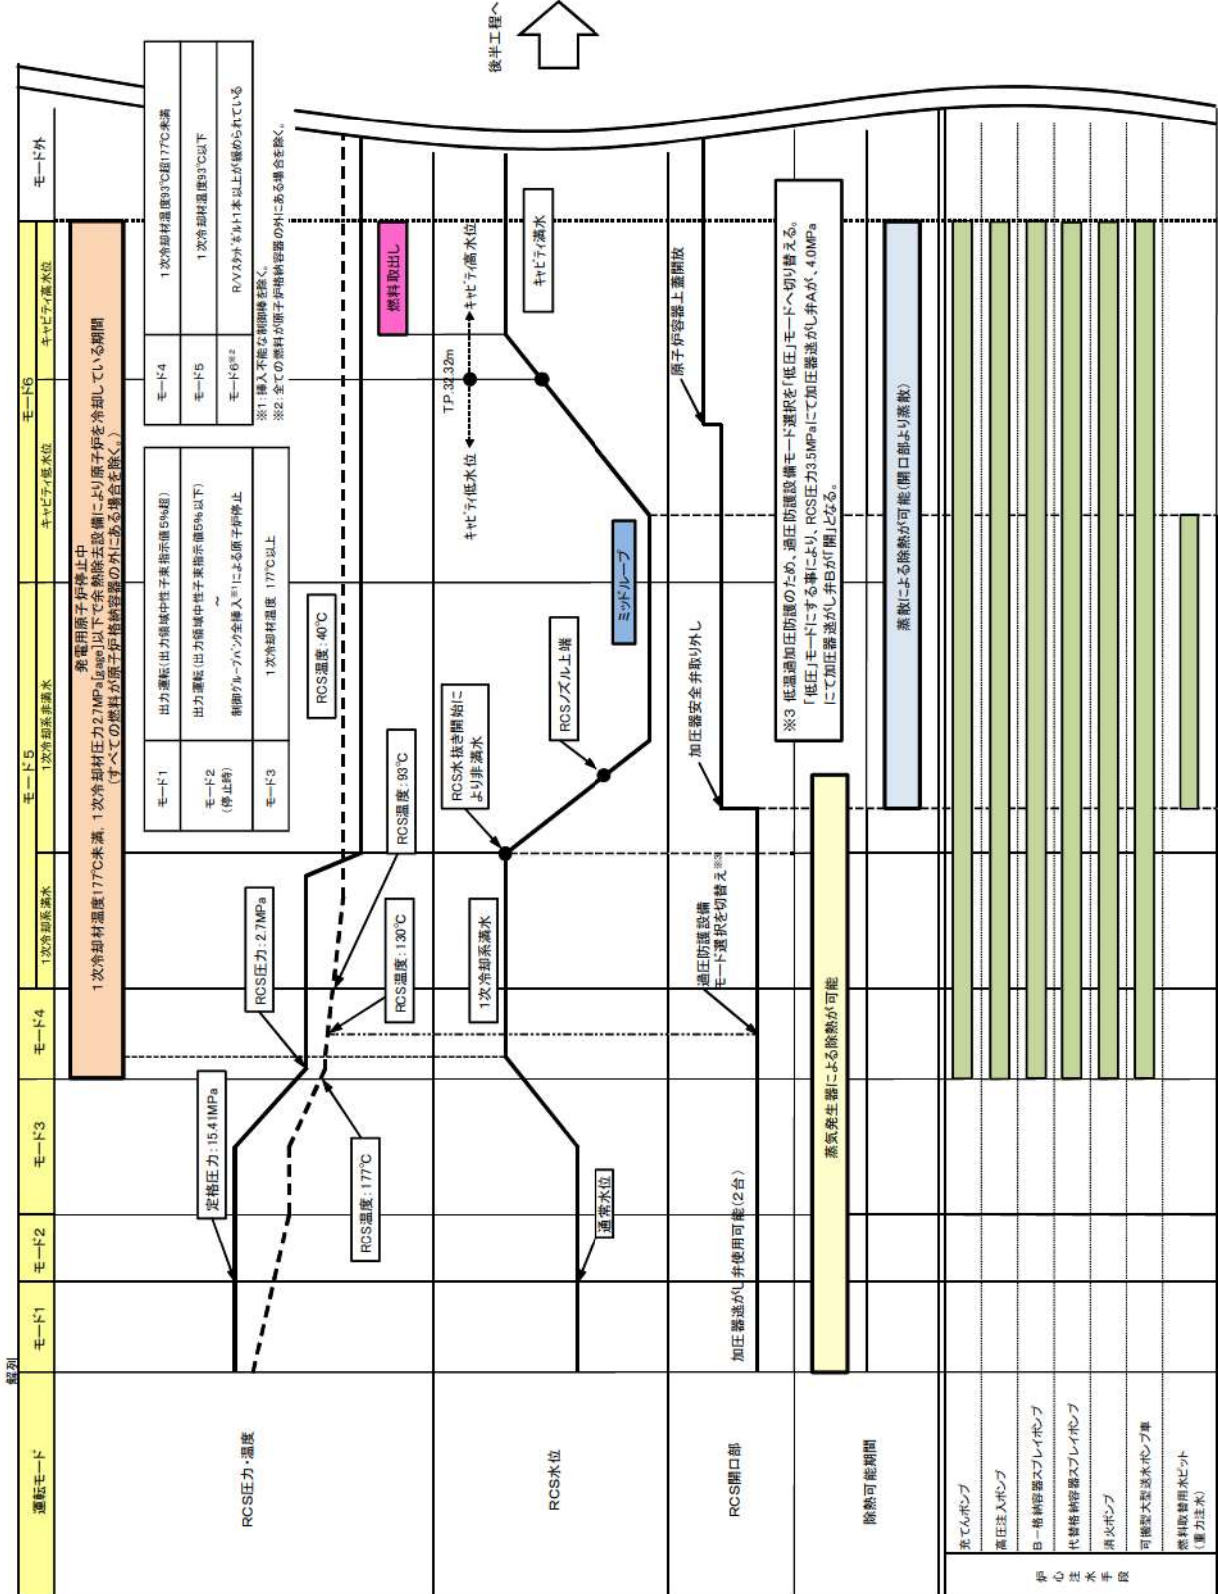 解列
運転モード
モード1
モード2
モード3
モード4
モード5
1次冷却系満水
1次冷却系非満水
モード6
キャビティ低水位
キャビティ高水位
モード外
発電用原子炉停止中
1次冷却材温度177℃未満，1次冷却材圧力2.7MPa[gage]以下で余熱除去設備により原子炉を冷却している期間
(すべての燃料が原子炉格納容器の外にある場合を除く。)
モード1
出力運転(出力領域中性子束指示値5%超)
モード2
(停止時)
出力運転(出力領域中性子束指示値5%以下)
～
制御グループバンク全挿入※1による原子炉停止
モード3
1次冷却材温度 177℃以上
モード4
1次冷却材温度93℃超177℃未満
モード5
1次冷却材温度93℃以下
モード6※2
R/Vスタッドボルト1本以上が緩められている
※1:挿入不能な制御棒を除く。
※2:全ての燃料が原子炉格納容器の外にある場合を除く。
RCS圧力・温度
定格圧力:15.41MPa
RCS圧力:2.7MPa
RCS温度:177℃
RCS温度:130℃
RCS温度:93℃
RCS温度:40℃
燃料取出し
後半工程へ
RCS水位
通常水位
1次冷却系満水
RCS水抜き開始に
より非満水
RCSノズル上端
ミッドループ
T.P.32.32m
キャビティ低水位
キャビティ高水位
キャビティ満水
RCS開口部
加圧器逃がし弁使用可能(2台)
過圧防護設備
モード選択を切替え※3
加圧器安全弁取り外し
原子炉容器上蓋開放
※3 低温過加圧防護のため、過圧防護設備モード選択を「低圧」モードへ切り替える。
「低圧」モードにする事により、RCS圧力3.5MPaにて加圧器逃がし弁Aが、4.0MPa
にて加圧器逃がし弁Bが「開」となる。
除熱可能期間
蒸気発生器による除熱が可能
蒸散による除熱が可能(開口部より蒸散)
炉心注水手段
充てんポンプ
高圧注入ポンプ
B－格納容器スプレイポンプ
代替格納容器スプレイポンプ
消火ポンプ
可搬型大型送水ポンプ車
燃料取替用水ピット
(重力注水)